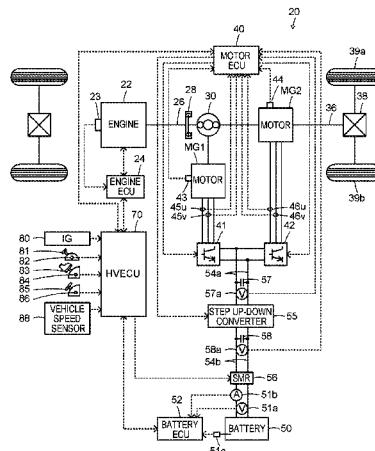 20
40
MOTOR ECU
39a
22
28
30
44
MG2
36
38
23
26
ENGINE
MOTOR
MG1
24
ENGINE ECU
MOTOR
43
39b
70
45u
45v
46u
46v
41
42
80
IG
81
82
83
84
85
86
HVECU
54a
57
57a
88
VEHICLE SPEED SENSOR
STEP UP-DOWN CONVERTER
55
58
58a
54b
SMR
56
52
51b
A
51a
V
BATTERY ECU
BATTERY
50
51c